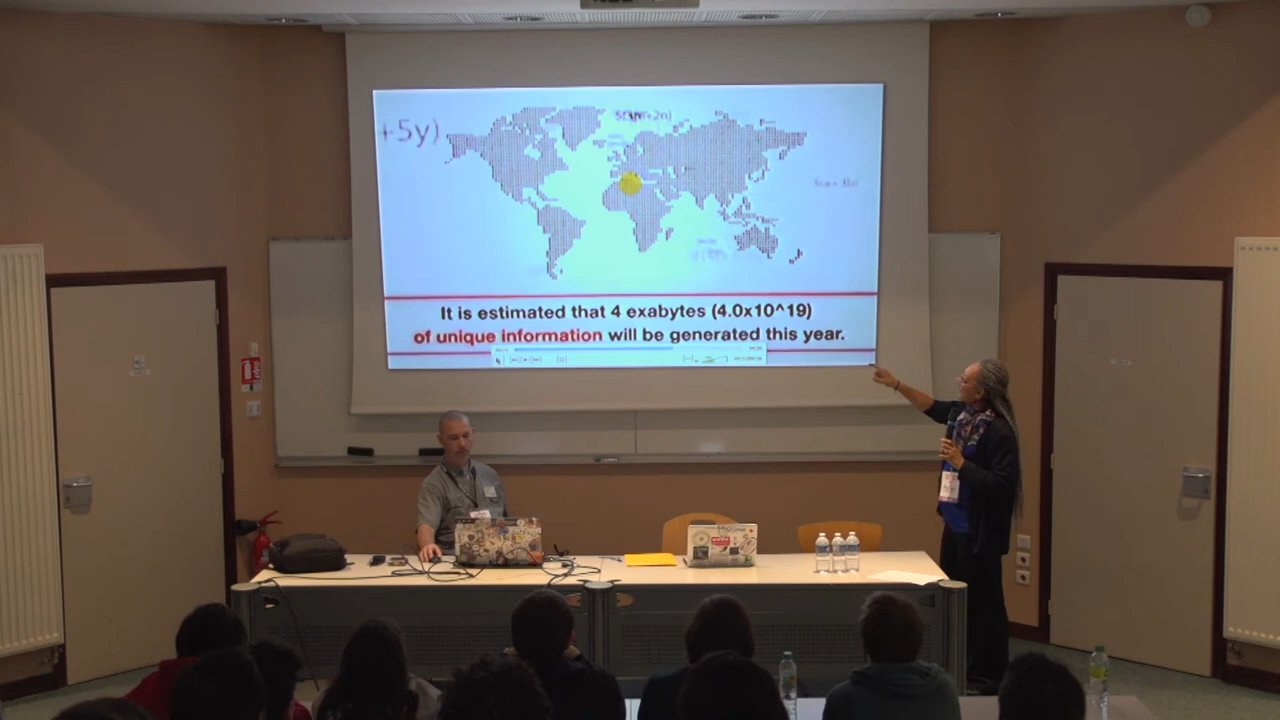 +5y)
It is estimated that 4 exabytes (4.0x10^19)
of unique information will be generated this year.